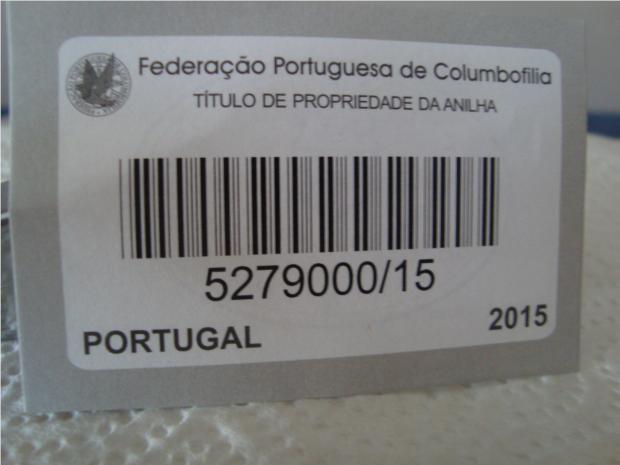 Federação Portuguesa de Columbofilia
TÍTULO DE PROPRIEDADE DA ANILHA
5279000/15
PORTUGAL
2015